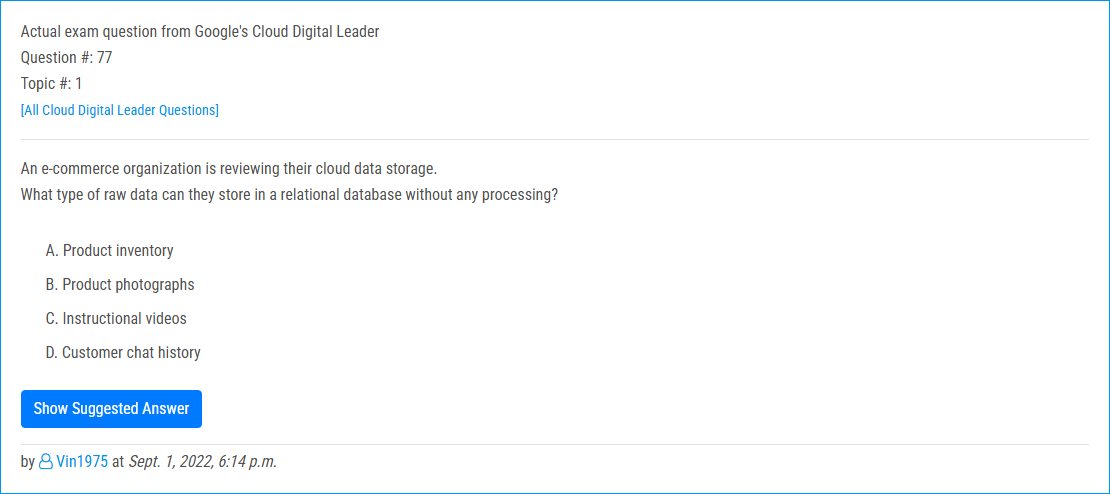 Actual exam question from Google's Cloud Digital Leader
Question #: 77
Topic #: 1
[All Cloud Digital Leader Questions]
An e-commerce organization is reviewing their cloud data storage.
What type of raw data can they store in a relational database without any processing?
A. Product inventory
B. Product photographs
C. Instructional videos
D. Customer chat history
Show Suggested Answer
by Vin1975 at Sept. 1, 2022, 6:14 p.m.